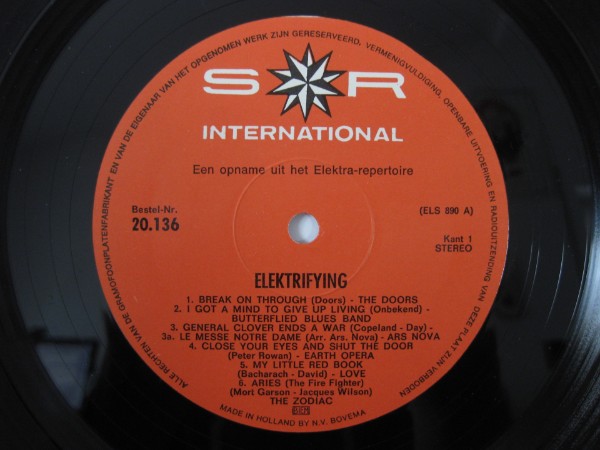 ALLE RECHTEN VAN DE GRAMOFOONPLATENFABRIKANT EN VAN DE EIGENAAR VAN HET OPGENOMEN WERK ZIJN GERESERVEERD, VERMENIGVULDIGING, OPENBARE UITVOERING EN RADIOUITZENDING VAN DEZE PLAAT ZIJN VERBODEN
S R
INTERNATIONAL
Een opname uit het Elektra-repertoire
Bestel-Nr. (ELS 890 A)
20.136 Kant 1
STEREO
ELEKTRIFYING
1. BREAK ON THROUGH (Doors) - THE DOORS
2. I GOT A MIND TO GIVE UP LIVING (Onbekend) -
BUTTERFLIED BLUES BAND
3. GENERAL CLOVER ENDS A WAR (Copeland - Day) -
3a. LE MESSE NOTRE DAME (Arr. Ars. Nova) - ARS NOVA
4. CLOSE YOUR EYES AND SHUT THE DOOR
(Peter Rowan) - EARTH OPERA
5. MY LITTLE RED BOOK
(Bacharach - David) - LOVE
6. ARIES (The Fire Fighter)
(Mort Garson - Jacques Wilson)
THE ZODIAC
MADE IN HOLLAND BY N.V. BOVEMA